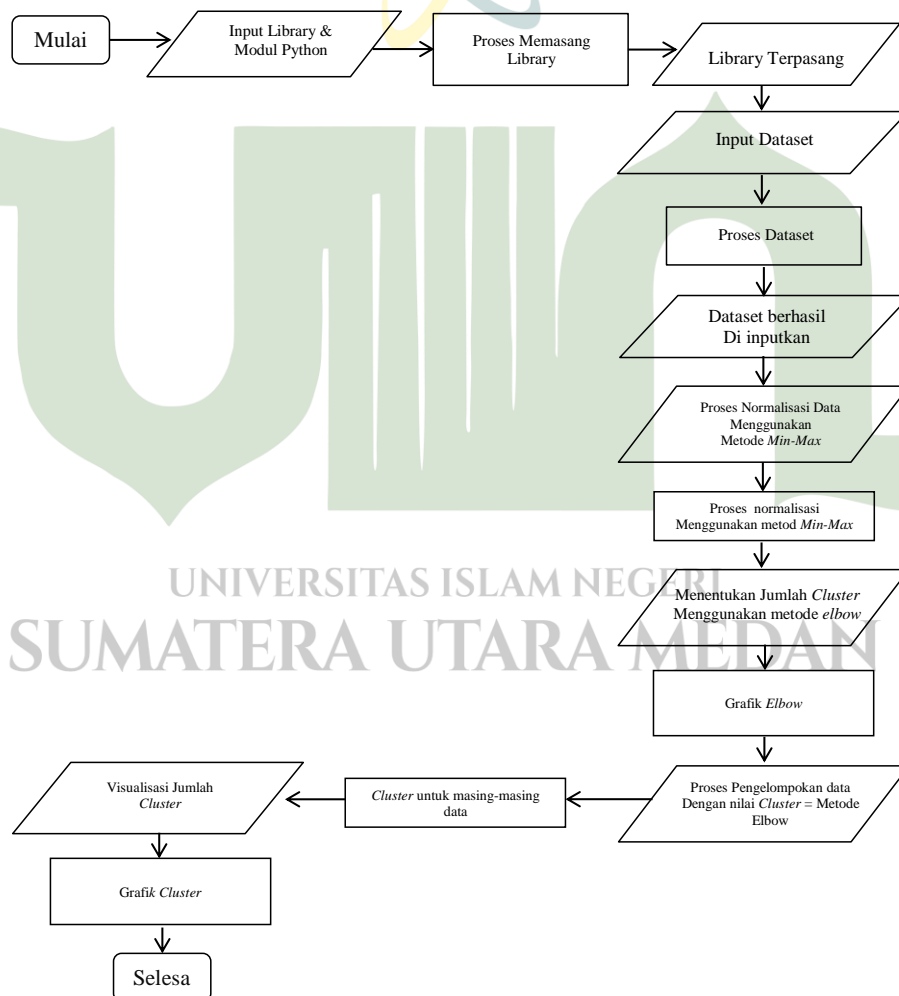 Mulai
Input Library &
Modul Python
Proses Memasang
Library
Library Terpasang
Input Dataset
Proses Dataset
Dataset berhasil
Di inputkan
Proses Normalisasi Data
Menggunakan
Metode Min-Max
Proses normalisasi
Menggunakan metod Min-Max
UNIVERSITAS ISLAM NEGERI
SUMATERA UTARA MEDAN
Menentukan Jumlah Cluster
Menggunakan metode elbow
Grafik Elbow
Proses Pengelompokan data
Dengan nilai Cluster = Metode
Elbow
Cluster untuk masing-masing
data
Visualisasi Jumlah
Cluster
Grafik Cluster
Selesa